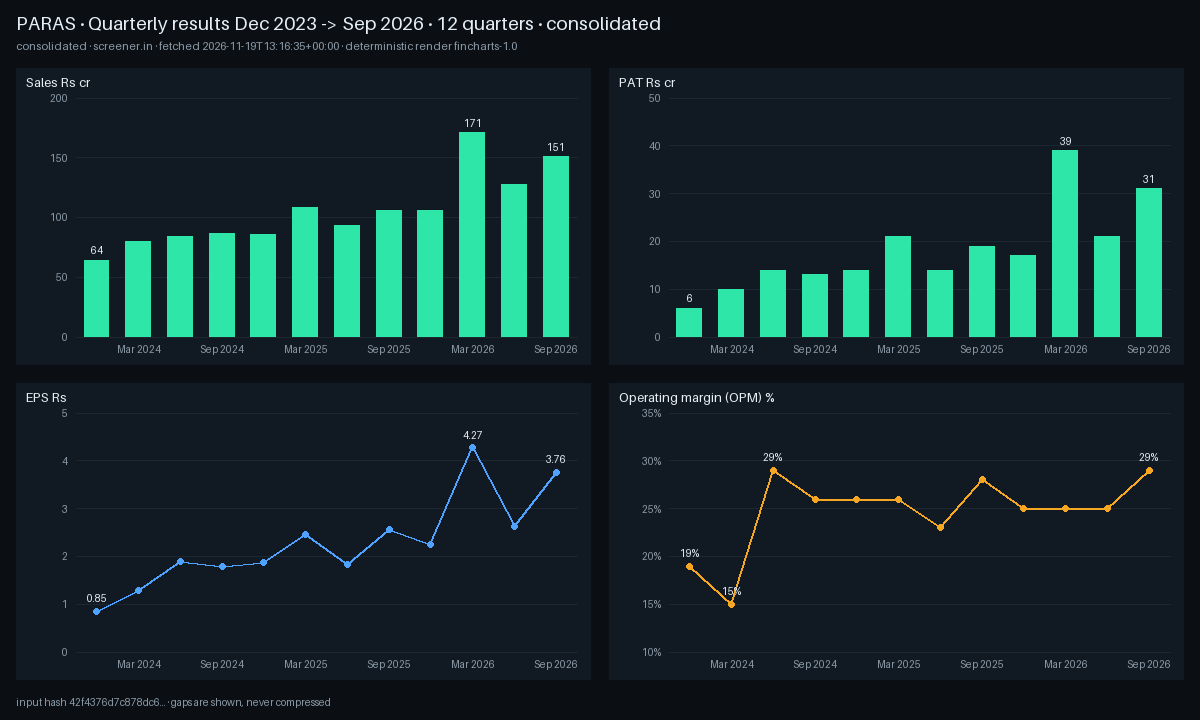 PARAS · Quarterly results Dec 2023 -> Sep 2026 · 12 quarters · consolidated
consolidated · screener.in · fetched 2026-11-19T13:16:35+00:00 · deterministic render fincharts-1.0
Sales Rs cr
200
150
100
50
0
64
171
151
Mar 2024
Sep 2024
Mar 2025
Sep 2025
Mar 2026
Sep 2026
PAT Rs cr
50
40
30
20
10
0
6
39
31
Mar 2024
Sep 2024
Mar 2025
Sep 2025
Mar 2026
Sep 2026
EPS Rs
5
4
3
2
1
0
0.85
4.27
3.76
Mar 2024
Sep 2024
Mar 2025
Sep 2025
Mar 2026
Sep 2026
Operating margin (OPM) %
35%
30%
25%
20%
15%
10%
19%
15%
29%
29%
Mar 2024
Sep 2024
Mar 2025
Sep 2025
Mar 2026
Sep 2026
input hash 42f4376d7c878dc6… · gaps are shown, never compressed